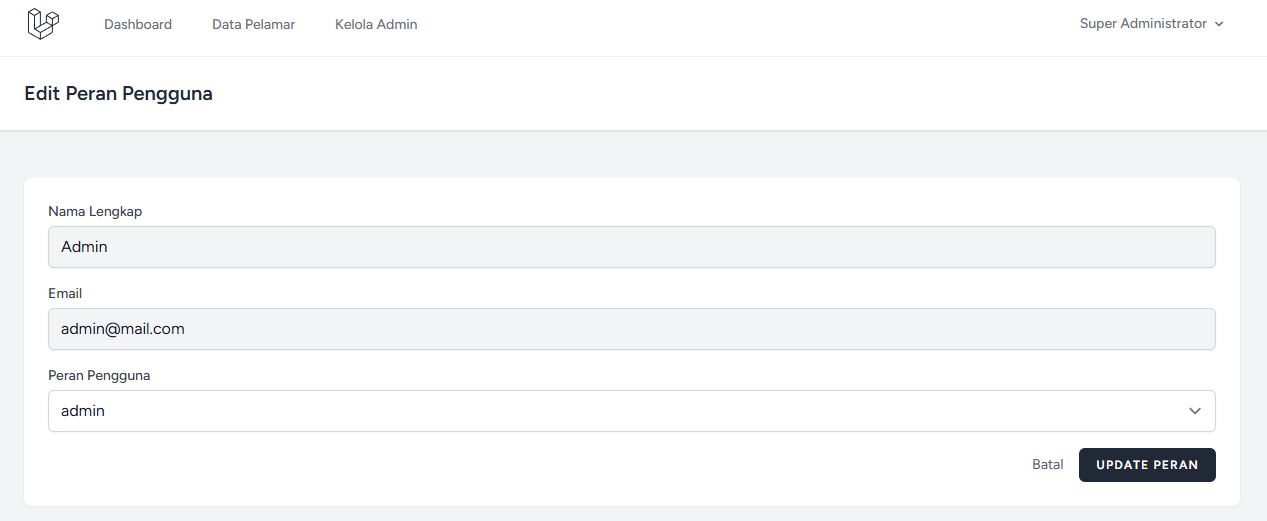 Dashboard Data Pelamar Kelola Admin Super Administrator
Edit Peran Pengguna
Nama Lengkap
Admin
Email
admin@mail.com
Peran Pengguna
admin
Batal UPDATE PERAN